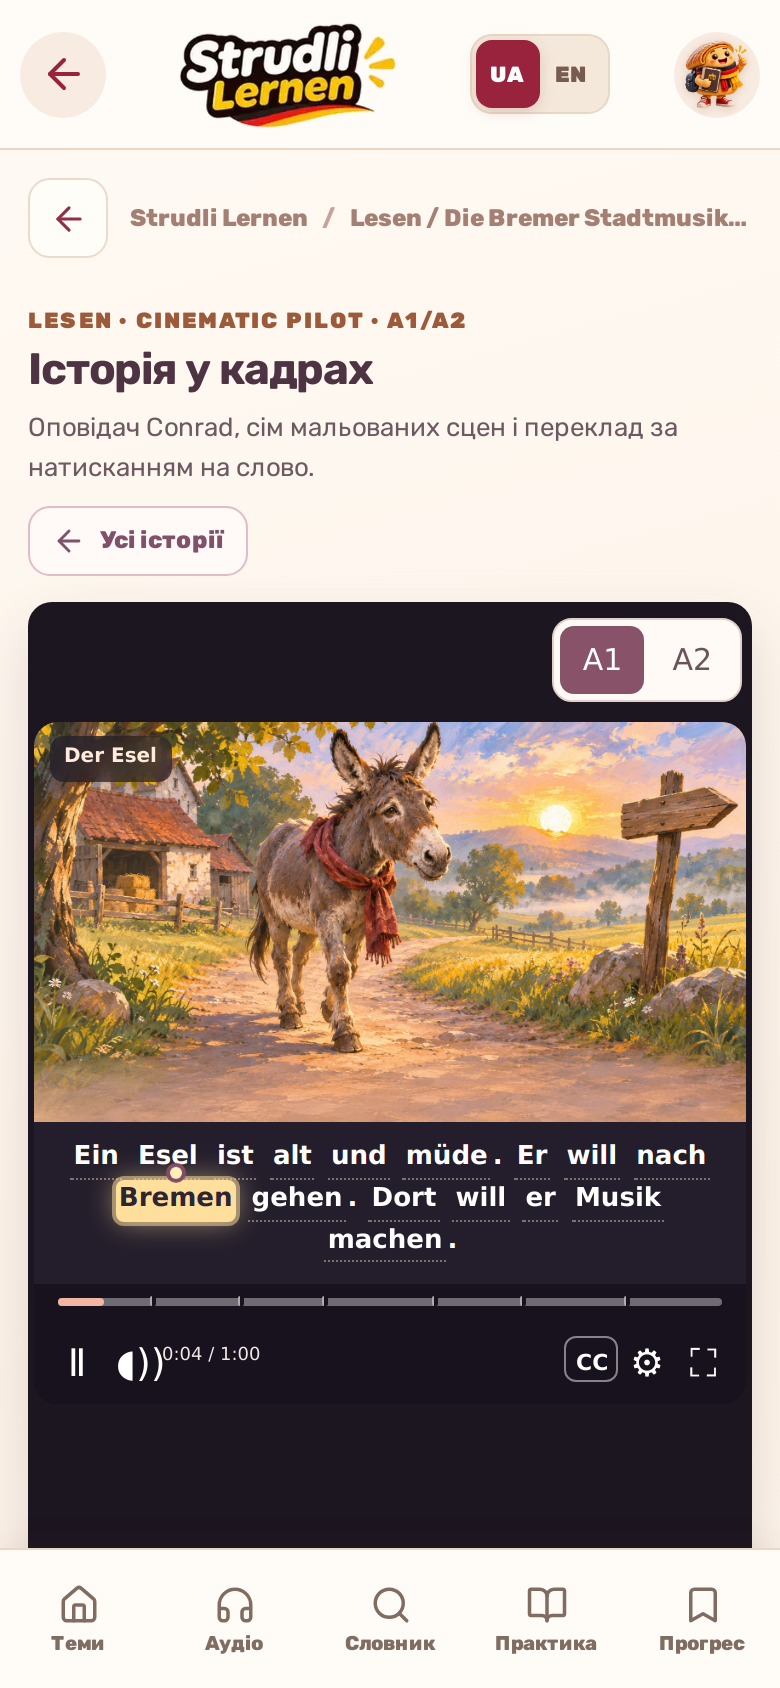 Strudli
Lernen
UA EN
Strudli Lernen / Lesen / Die Bremer Stadtmusik...
LESEN · CINEMATIC PILOT · A1/A2
Історія у кадрах
Оповідач Conrad, сім мальованих сцен і переклад за
натисканням на слово.
Усі історії
A1 A2
Der Esel
Ein Esel ist alt und müde. Er will nach
Bremen gehen. Dort will er Musik
machen.
0:04 / 1:00
CC
Теми Аудіо Словник Практика Прогрес